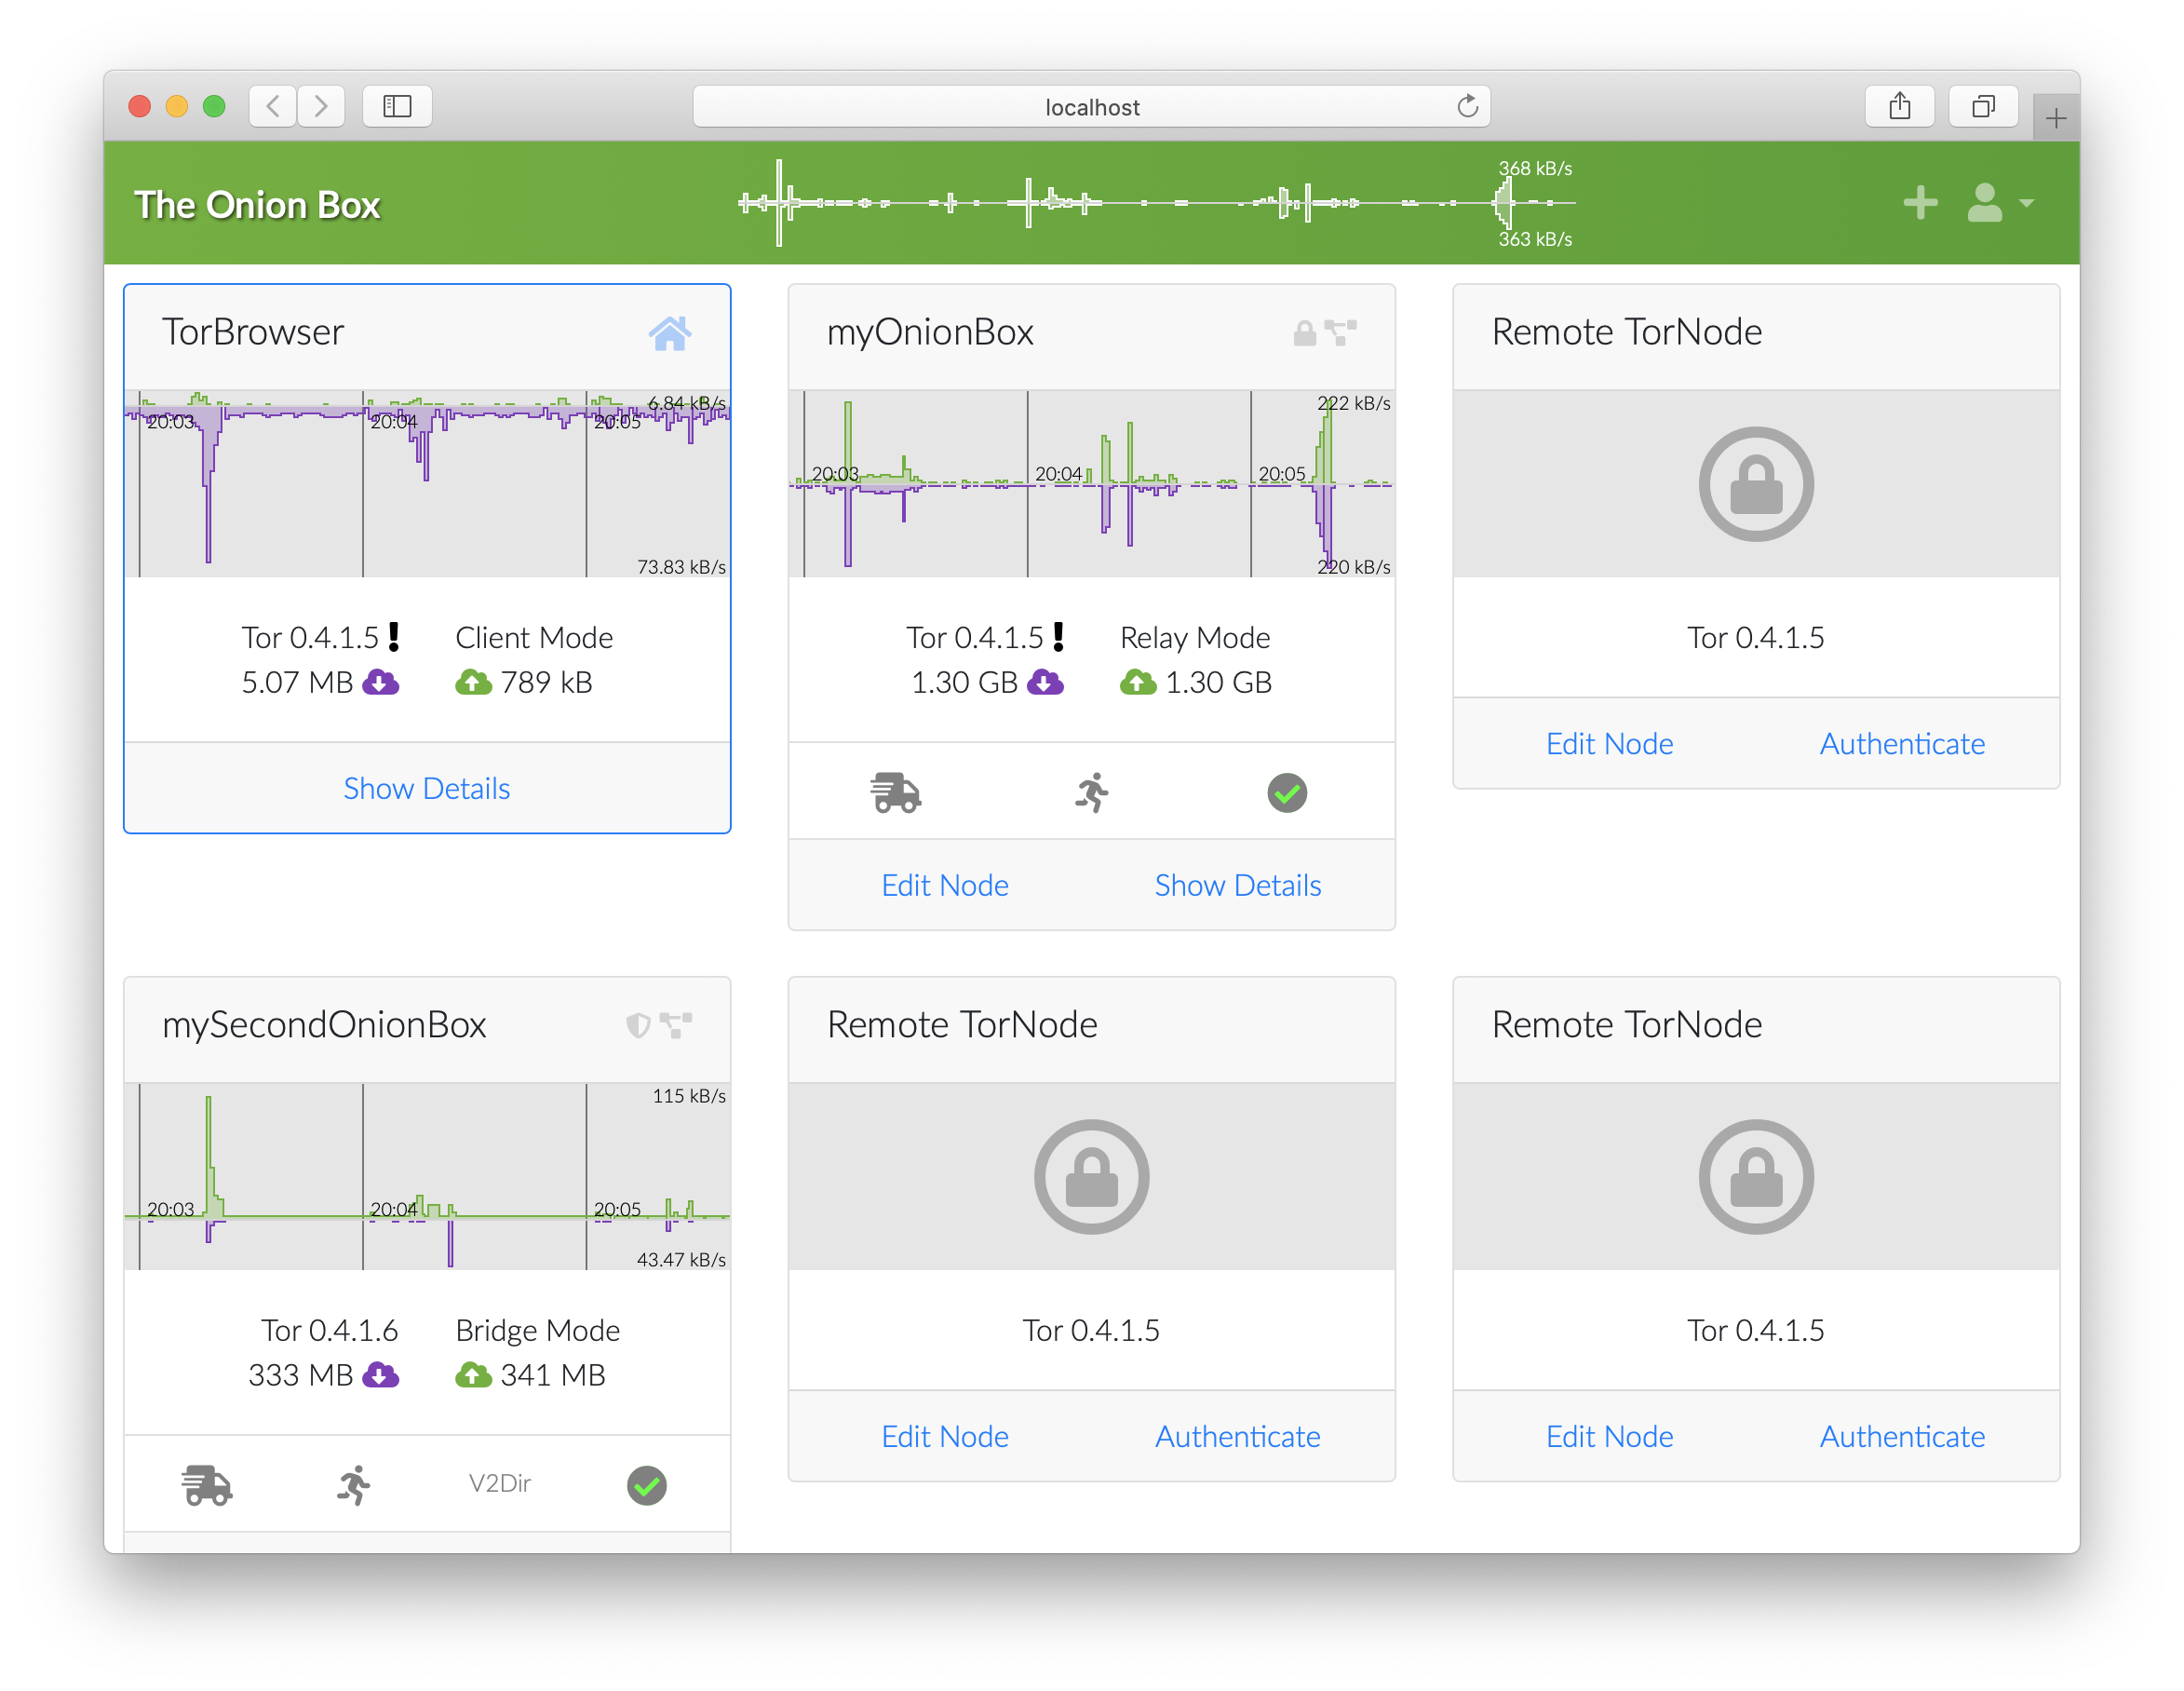 localhost
The Onion Box
368 kB/s
363 kB/s
TorBrowser
6.84 kB/s
20:03
20:04
20:05
73.83 kB/s
Tor 0.4.1.5 ! Client Mode
5.07 MB 789 kB
Show Details
myOnionBox
222 kB/s
20:03
20:04
20:05
220 kB/s
Tor 0.4.1.5 ! Relay Mode
1.30 GB 1.30 GB
Edit Node Show Details
Remote TorNode
Tor 0.4.1.5
Edit Node Authenticate
mySecondOnionBox
115 kB/s
20:03
20:04
20:05
43.47 kB/s
Tor 0.4.1.6 Bridge Mode
333 MB 341 MB
V2Dir
Remote TorNode
Tor 0.4.1.5
Edit Node Authenticate
Remote TorNode
Tor 0.4.1.5
Edit Node Authenticate